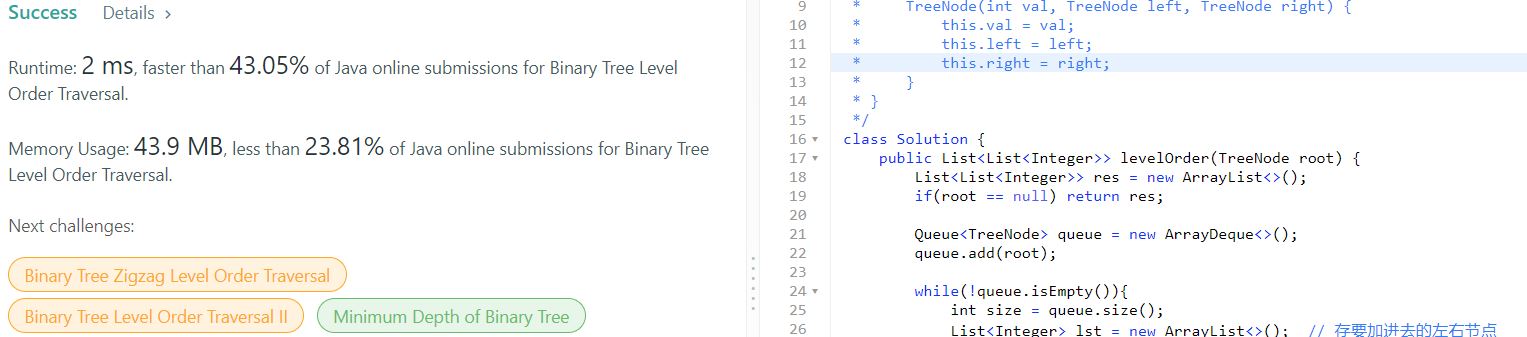 Success Details >
Runtime: 2 ms, faster than 43.05% of Java online submissions for Binary Tree Level
Order Traversal.
Memory Usage: 43.9 MB, less than 23.81% of Java online submissions for Binary Tree
Level Order Traversal.
Next challenges:
Binary Tree Zigzag Level Order Traversal
Binary Tree Level Order Traversal II Minimum Depth of Binary Tree
9 * TreeNode(int val, TreeNode left, TreeNode right) {
10 * this.val = val;
11 * this.left = left;
12 * this.right = right;
13 * }
14 * }
15 */
16 class Solution {
17 public List<List<Integer>> levelOrder(TreeNode root) {
18 List<List<Integer>> res = new ArrayList<>();
19 if(root == null) return res;
20
21 Queue<TreeNode> queue = new ArrayDeque<>();
22 queue.add(root);
23
24 while(!queue.isEmpty()){
25 int size = queue.size();
26 List<Integer> lst = new ArrayList<>(); // 存要加进去的左右节点